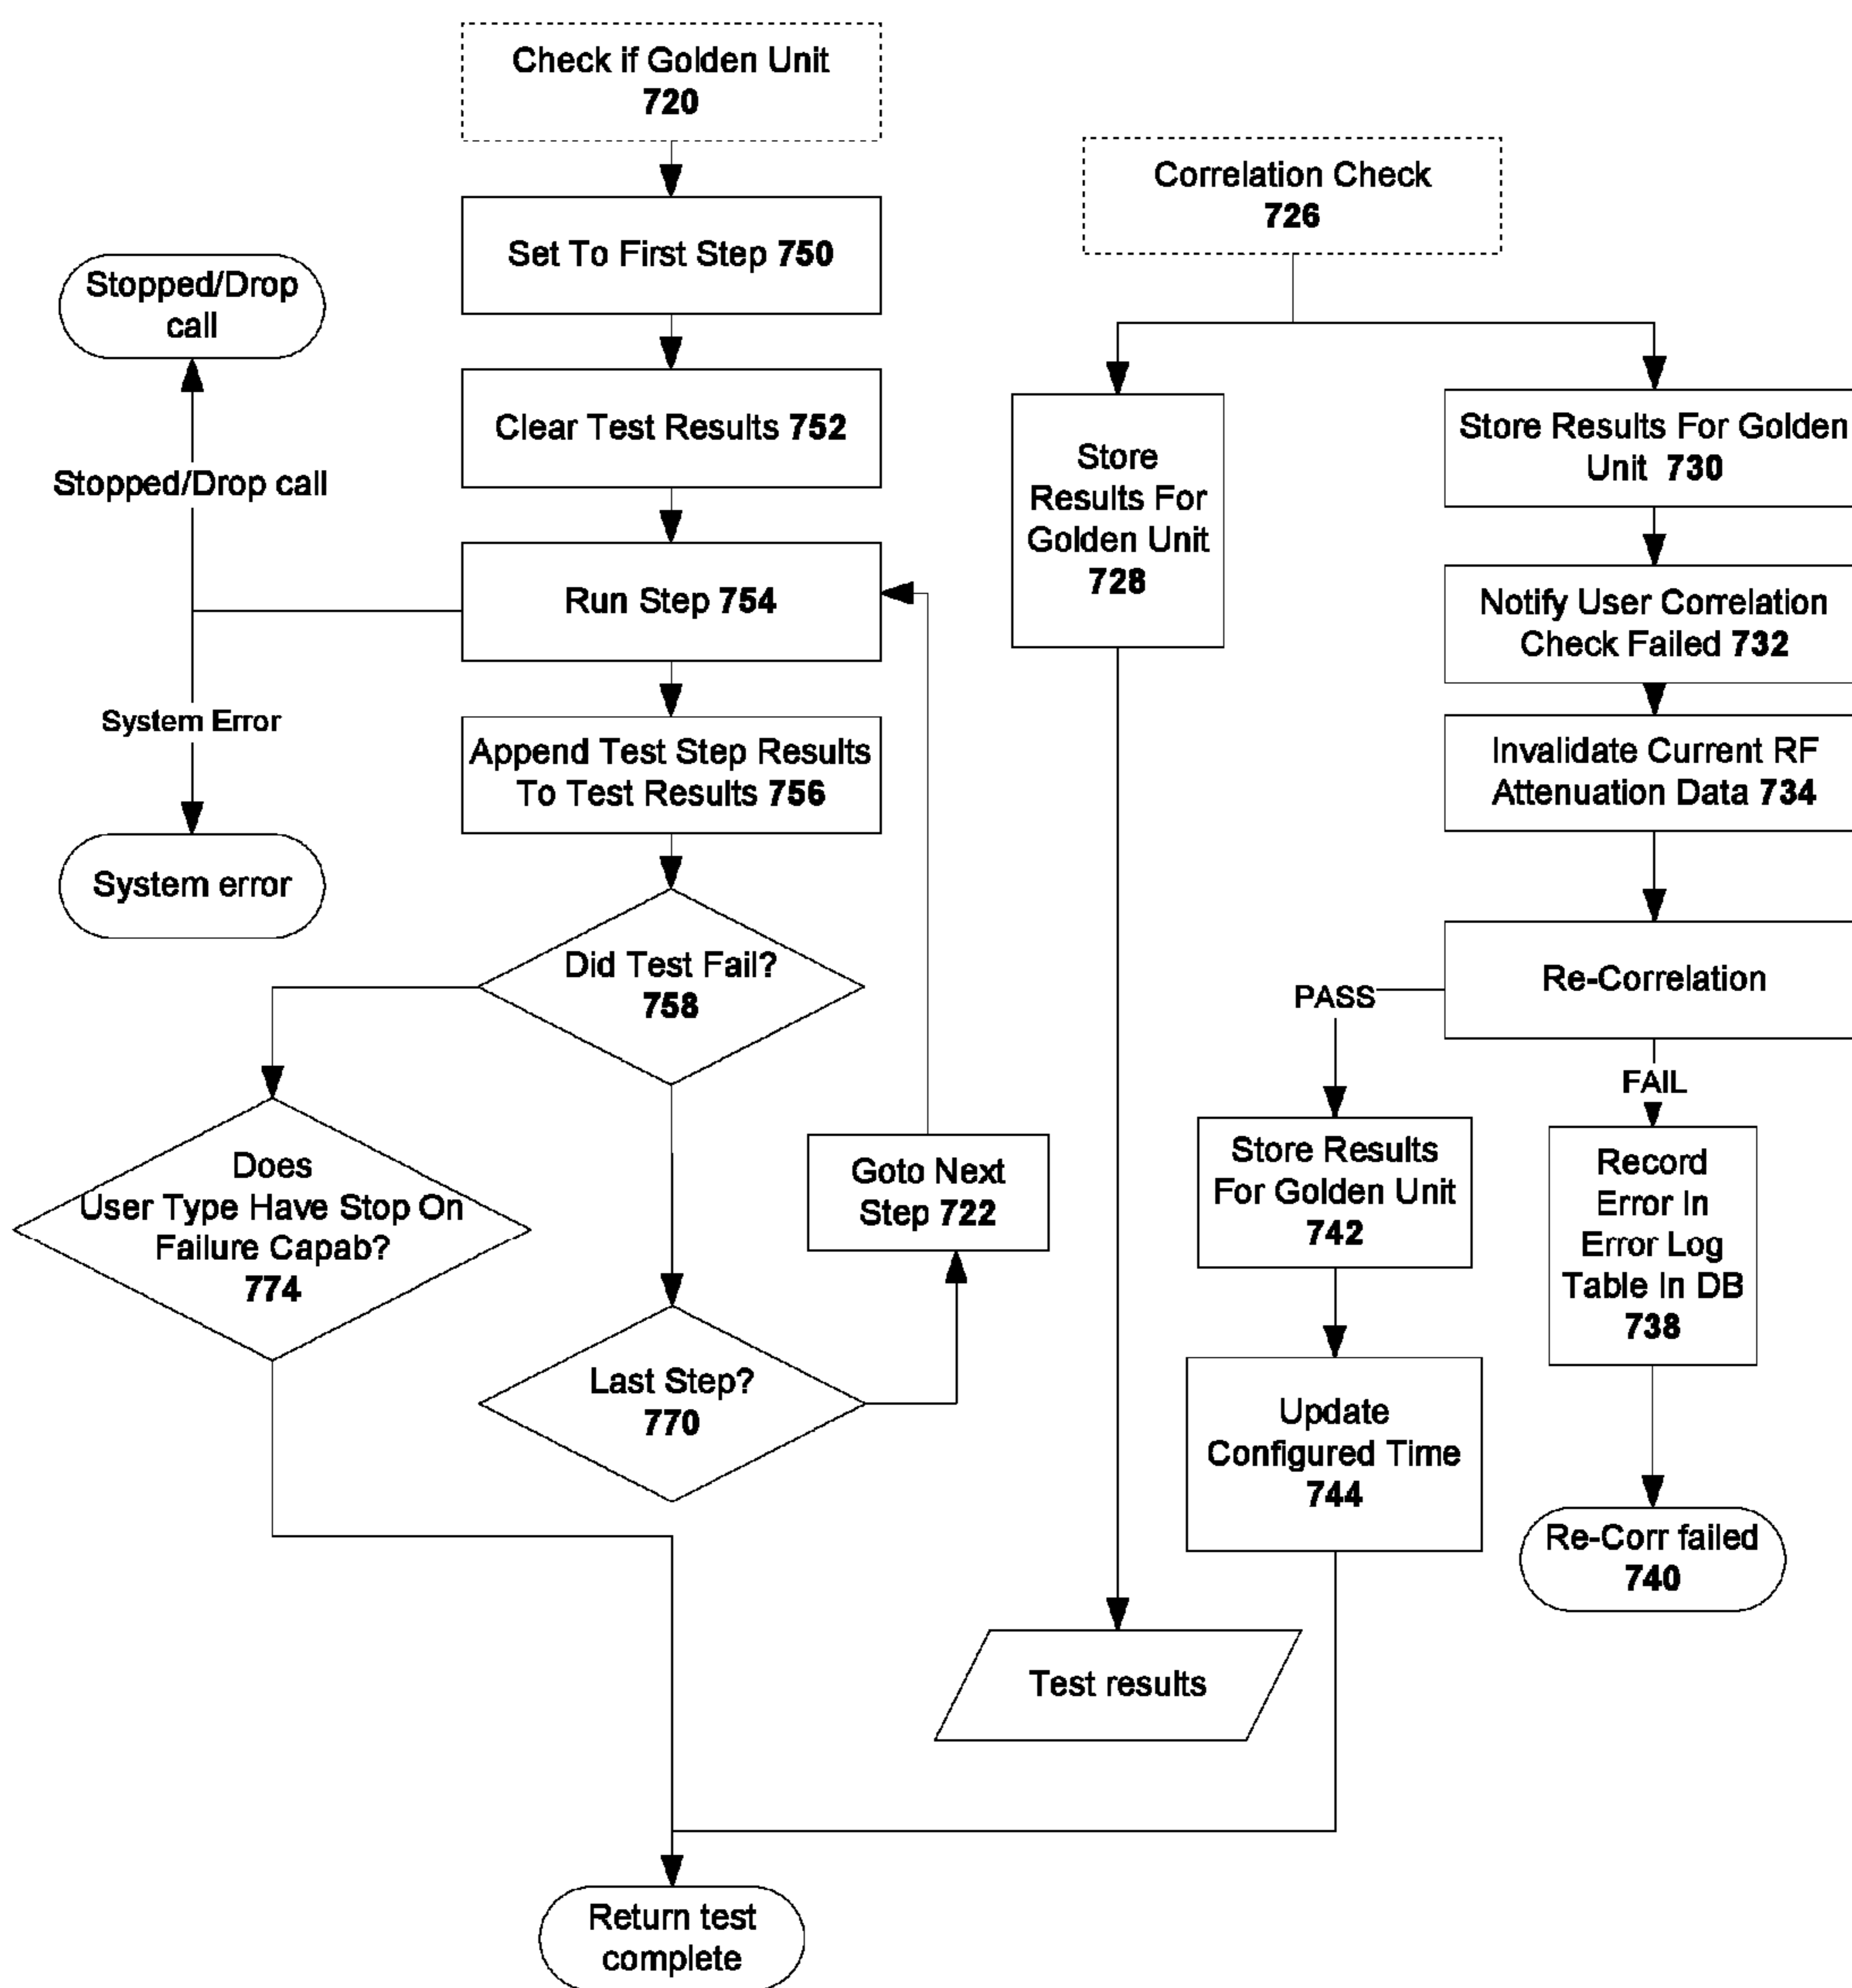 Check if Golden Unit
720
Set To First Step 750
Clear Test Results 752
Run Step 754
Append Test Step Results
To Test Results 756
Did Test Fail?
758
Stopped/Drop
call
Stopped/Drop call
System Error
System error
Does
User Type Have Stop On
Failure Capab?
774
Last Step?
770
Goto Next
Step 722
Correlation Check
726
Store
Results For
Golden Unit
728
Store Results For Golden
Unit 730
Notify User Correlation
Check Failed 732
Invalidate Current RF
Attenuation Data 734
Re-Correlation
PASS
FAIL
Store Results
For Golden Unit
742
Update
Configured Time
744
Record
Error In
Error Log
Table In DB
738
Re-Corr failed
740
Test results
Return test
complete